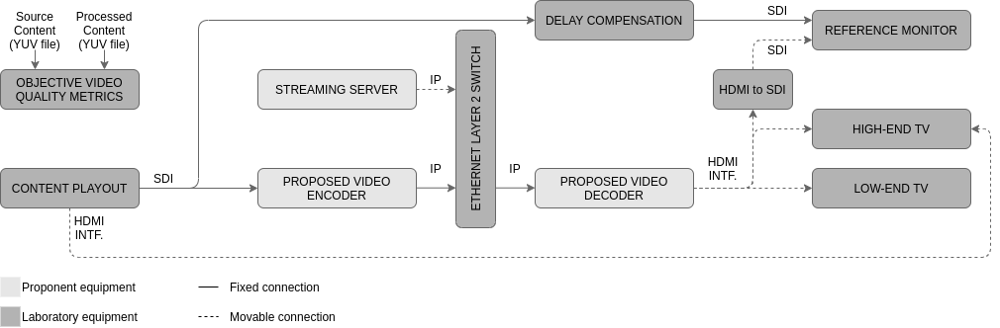 Source
Content
(YUV file)
Processed
Content
(YUV file)
OBJECTIVE VIDEO
QUALITY METRICS
DELAY COMPENSATION
SDI
REFERENCE MONITOR
SDI
STREAMING SERVER
IP
ETHERNET LAYER 2 SWITCH
HDMI to SDI
HIGH-END TV
CONTENT PLAYOUT
SDI
PROPOSED VIDEO
ENCODER
IP
IP
PROPOSED VIDEO
DECODER
HDMI
INTF.
LOW-END TV
HDMI
INTF.
Proponent equipment
Fixed connection
Laboratory equipment
Movable connection